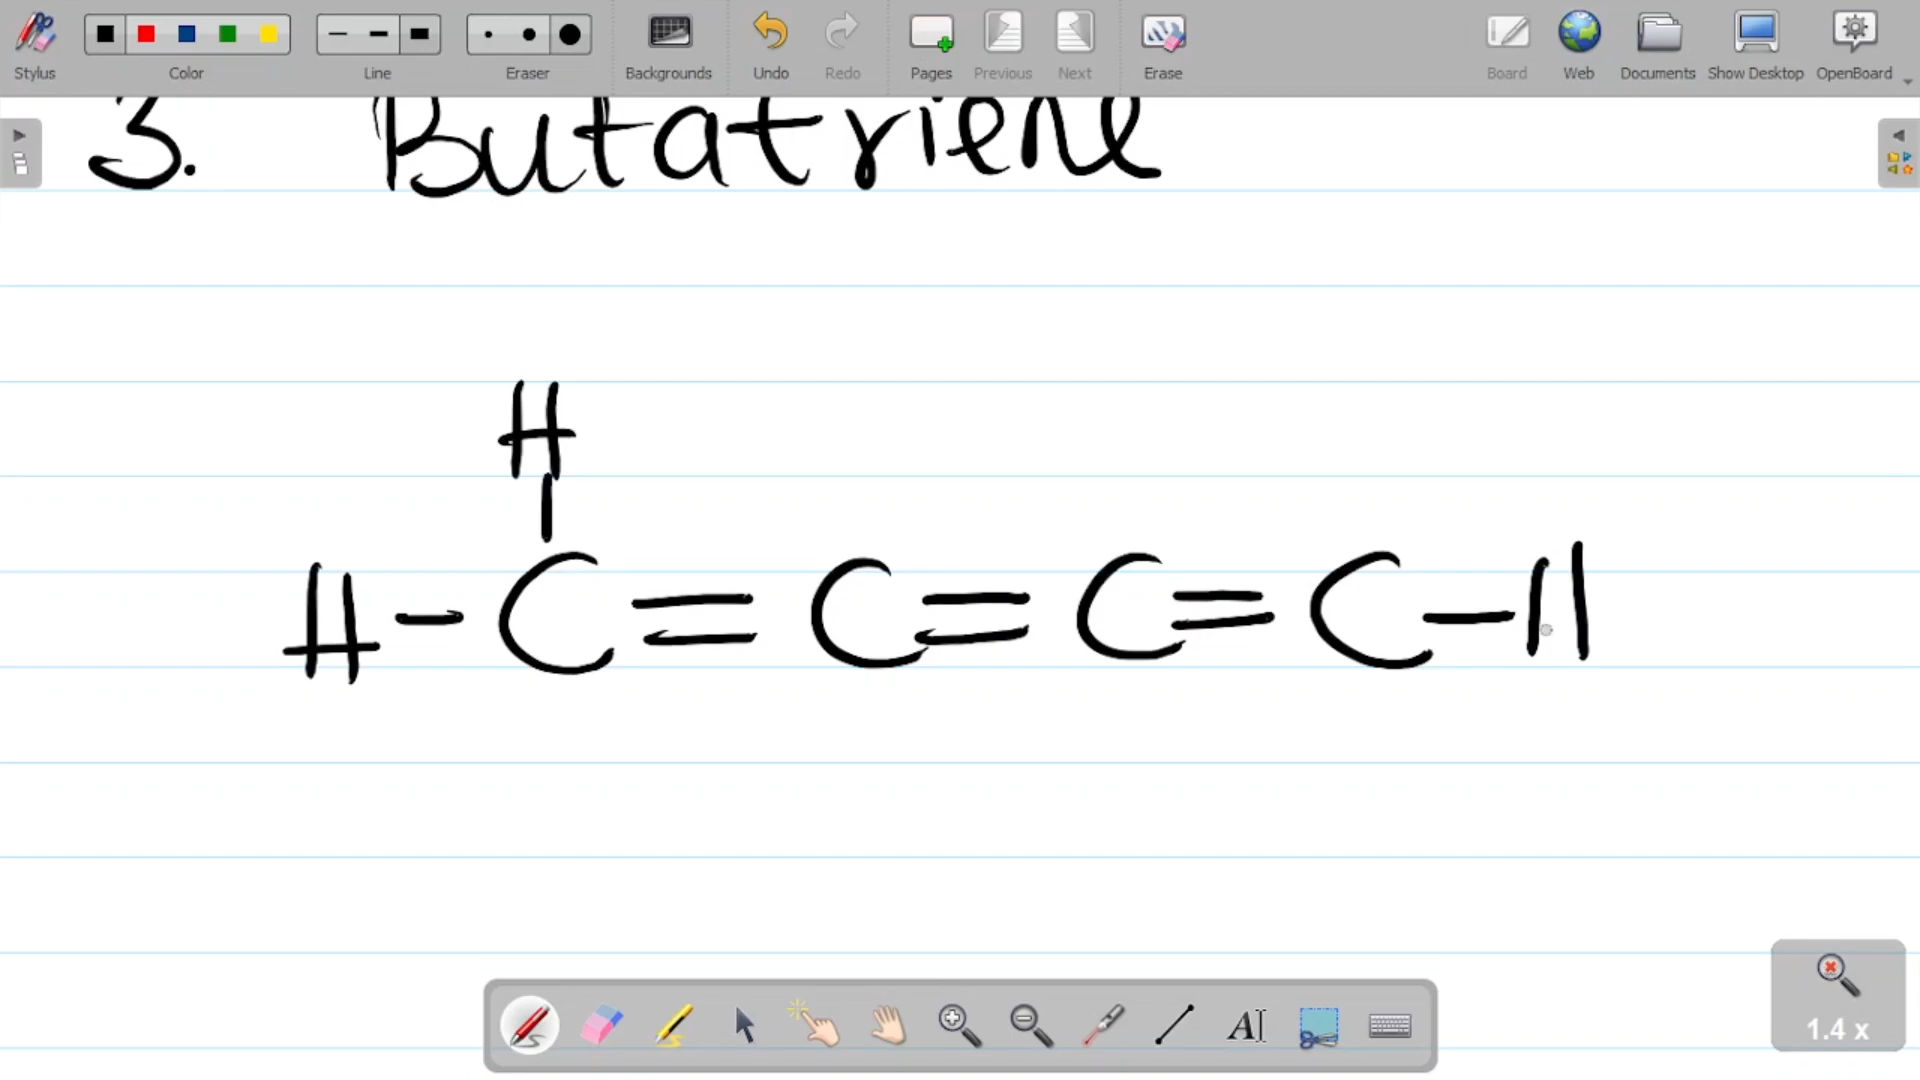 Stylus Color Line Eraser Backgrounds Undo Redo Pages Previous Next Erase Board Web Documents Show Desktop OpenBoard
3. Butatriene
H
H - C = C = C = C - H
1.4 x